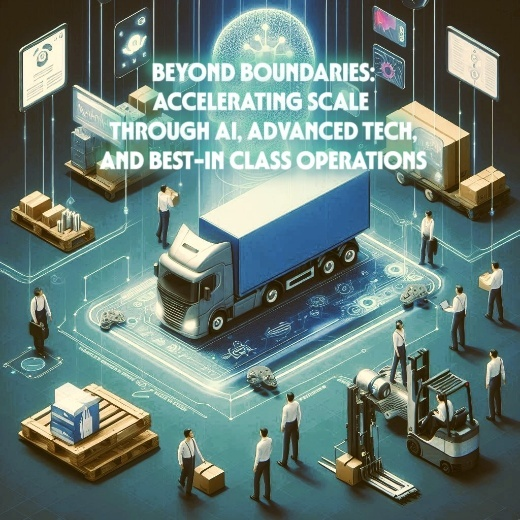 BEYOND BOUNDARIES:
ACCELERATING SCALE
THROUGH AI, ADVANCED TECH,
AND BEST-IN CLASS OPERATIONS